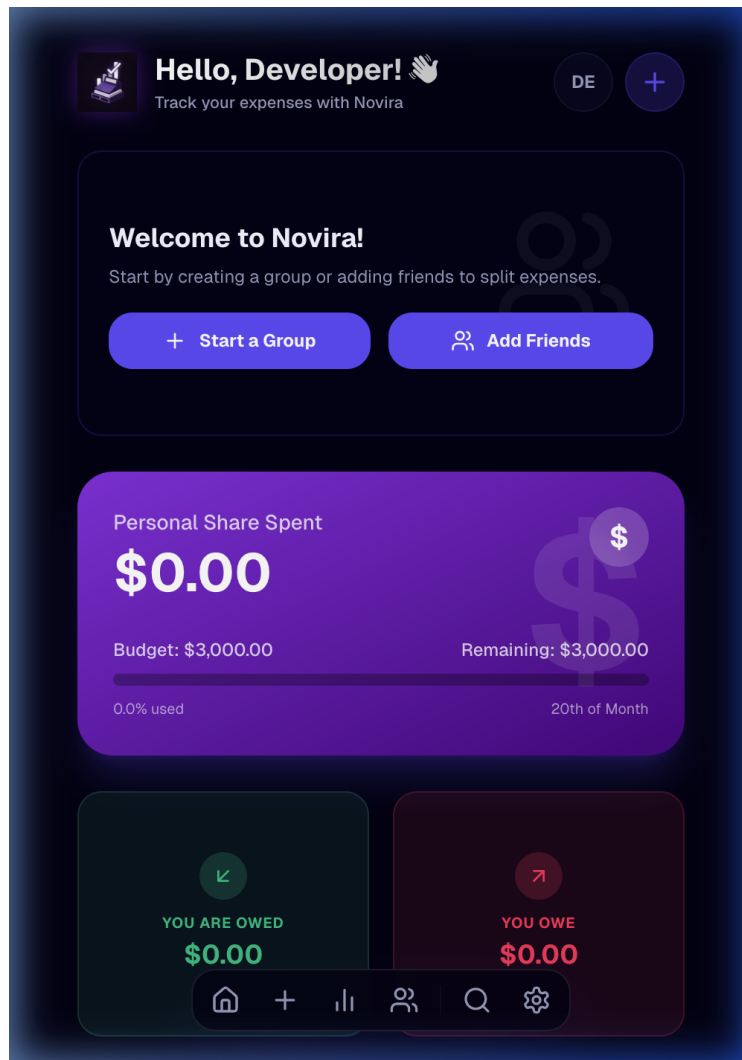 Hello, Developer! 👋
Track your expenses with Novira
DE
Welcome to Novira!
Start by creating a group or adding friends to split expenses.
Start a Group
Add Friends
Personal Share Spent
$
$0.00
Budget: $3,000.00
Remaining: $3,000.00
0.0% used
20th of Month
YOU ARE OWED
$0.00
YOU OWE
$0.00